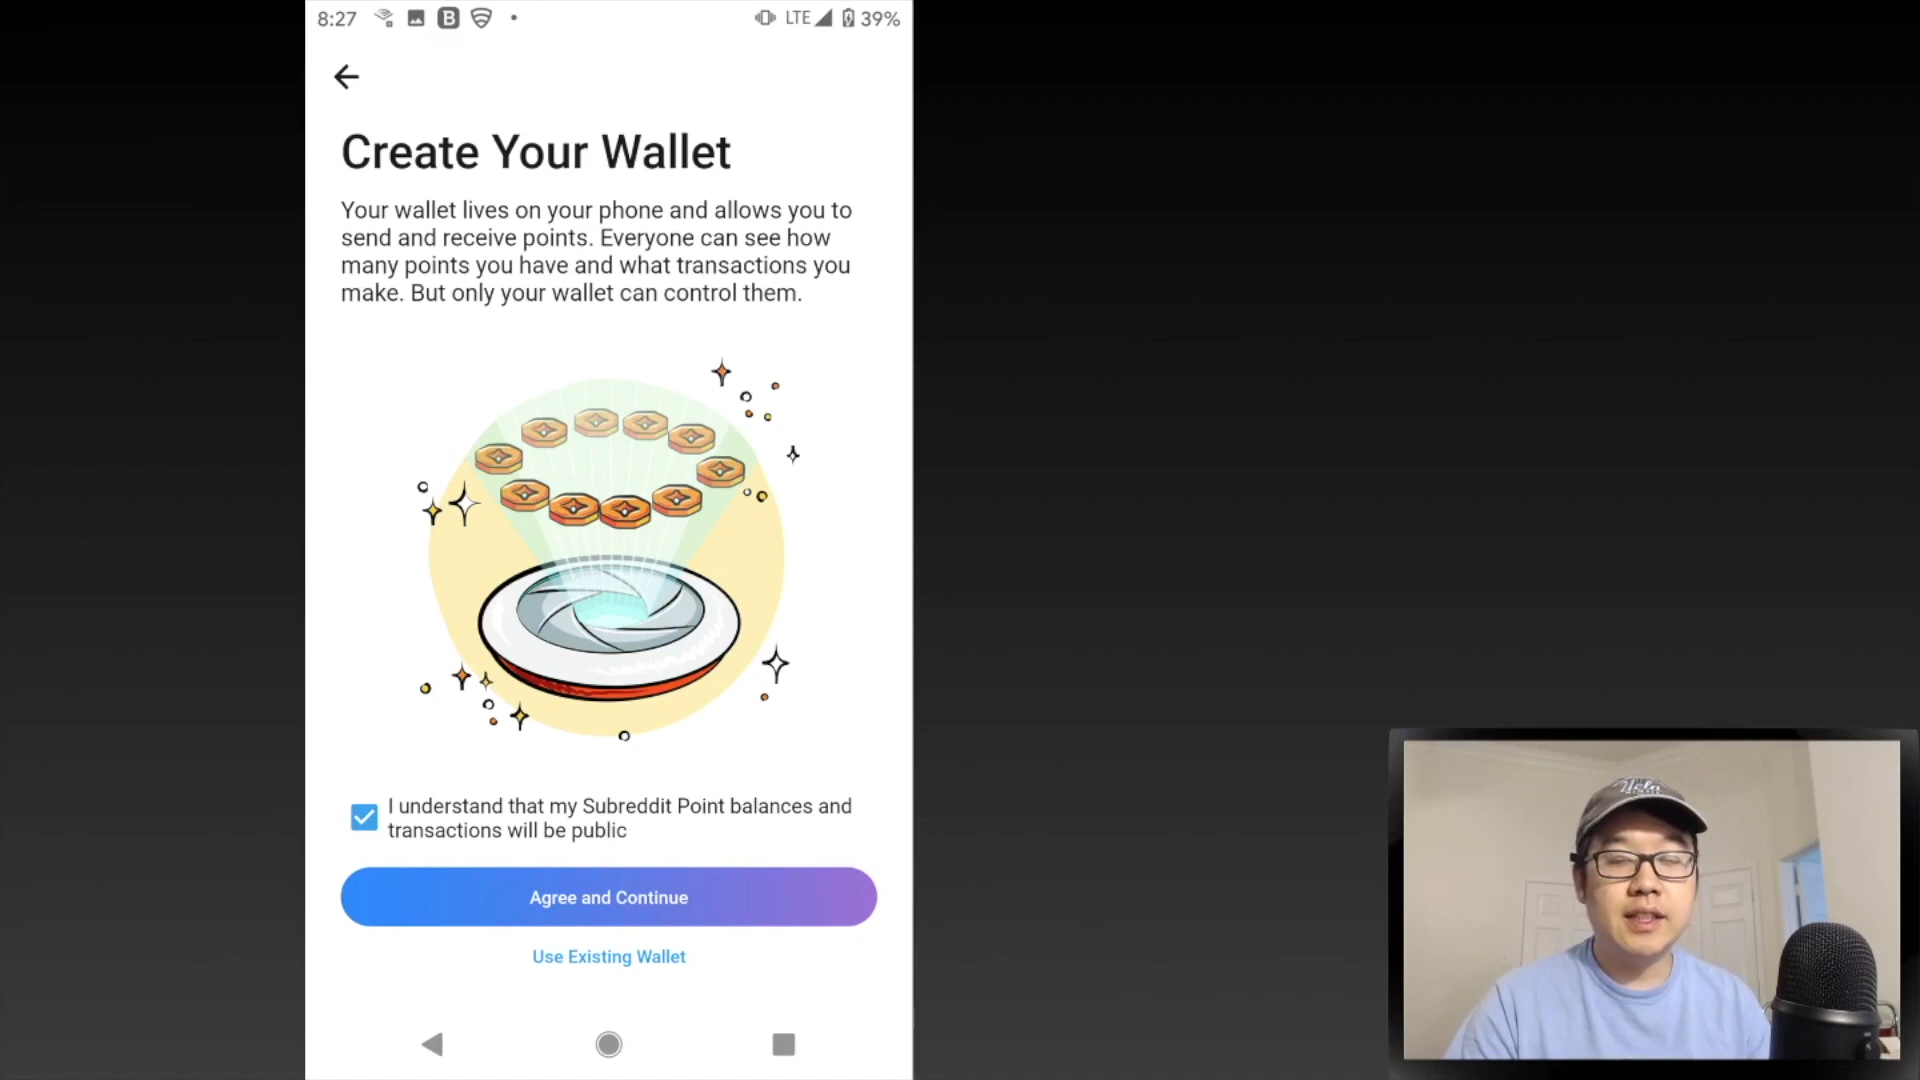 8:27
B
LTE
39%
Create Your Wallet
Your wallet lives on your phone and allows you to
send and receive points. Everyone can see how
many points you have and what transactions you
make. But only your wallet can control them.
I understand that my Subreddit Point balances and
transactions will be public
Agree and Continue
Use Existing Wallet